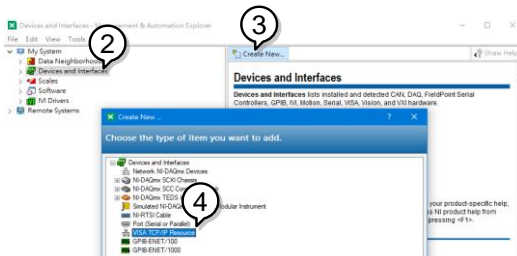 Devices and Interfaces - Management & Automation Explorer
File Edit View Tools
My System
Data Neighborhood
Devices and Interfaces
Scales
Software
IVI Drivers
Remote Systems
2
3
Create New...
Show Help
Devices and Interfaces
Devices and Interfaces lists installed and detected CAN, DAQ, FieldPoint Serial
Controllers, GPIB, IVI, Motion, Serial, VISA, Vision, and VXI hardware.
Create New ...
Choose the type of item you want to add.
Devices and Interfaces
Network NI-DAQmx Devices
NI-DAQmx SCXI Chassis
NI-DAQmx SCC
NI-DAQmx TEDS
Simulated NI-DAQ Modular Instrument
NI-RTSI Cable
Port (Serial or Parallel)
VISA TCP/IP Resource
GPIB-ENET/100
GPIB-ENET/1000
4
your product-specific help,
NI product help from
pressing <F1>.